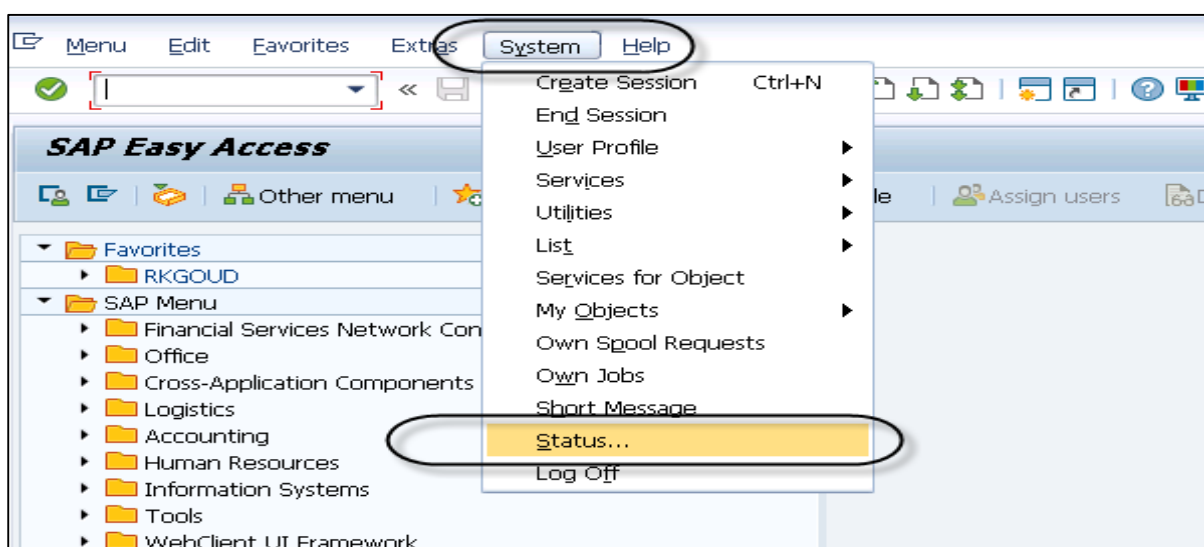 Menu Edit Favorites Extras System Help
Create Session Ctrl+N
End Session
SAP Easy Access
User Profile
Services
Other menu
Assign users
Utilities
List
Favorites
Services for Object
RKGOUD
My Objects
SAP Menu
Financial Services Network Con
Own Spool Requests
Office
Own Jobs
Cross-Application Components
Short Message
Logistics
Accounting
Status...
Human Resources
Log Off
Information Systems
Tools
WebClient UI Framework